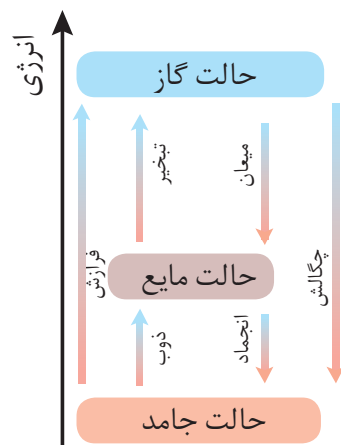 انرژی
حالت گاز
تبخیر
میعان
فرازش
چگالش
حالت مایع
ذوب
انجماد
حالت جامد